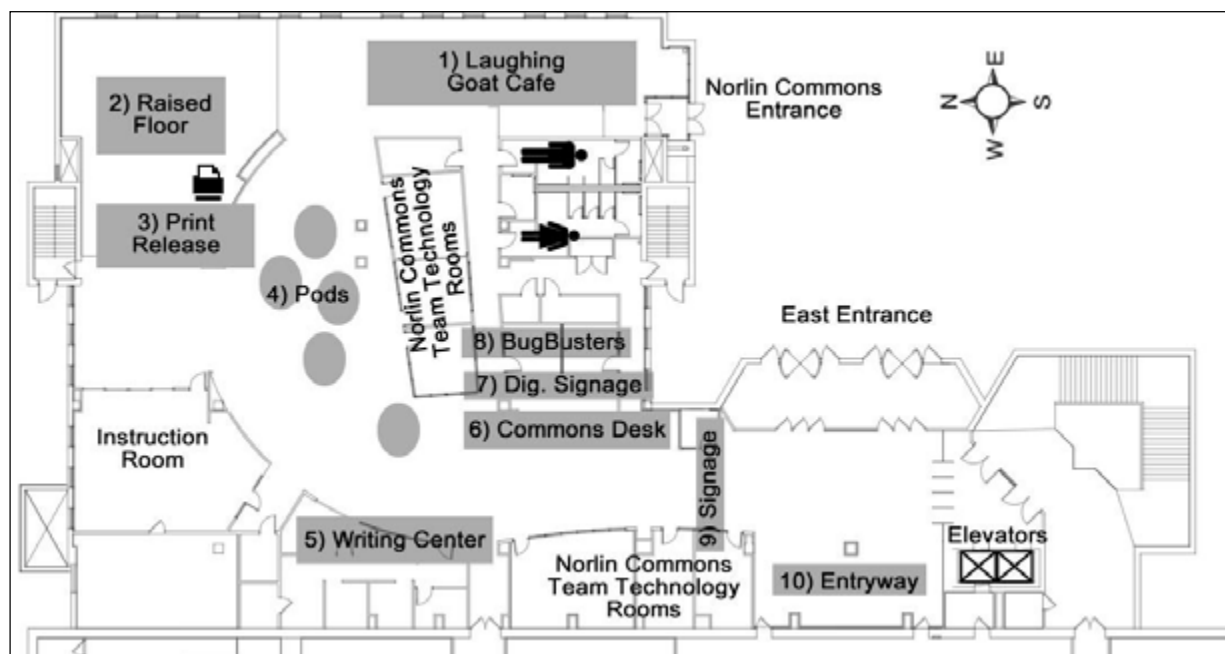 1) Laughing
Goat Cafe
2) Raised
Floor
Norlin Commons
Entrance
E
N
S
W
3) Print
Release
4) Pods
Norlin Commons
Team Technology
Rooms
East Entrance
8) BugBusters
7) Dig. Signage
6) Commons Desk
Instruction
Room
9) Signage
5) Writing Center
Norlin Commons
Team Technology
Rooms
Elevators
10) Entryway